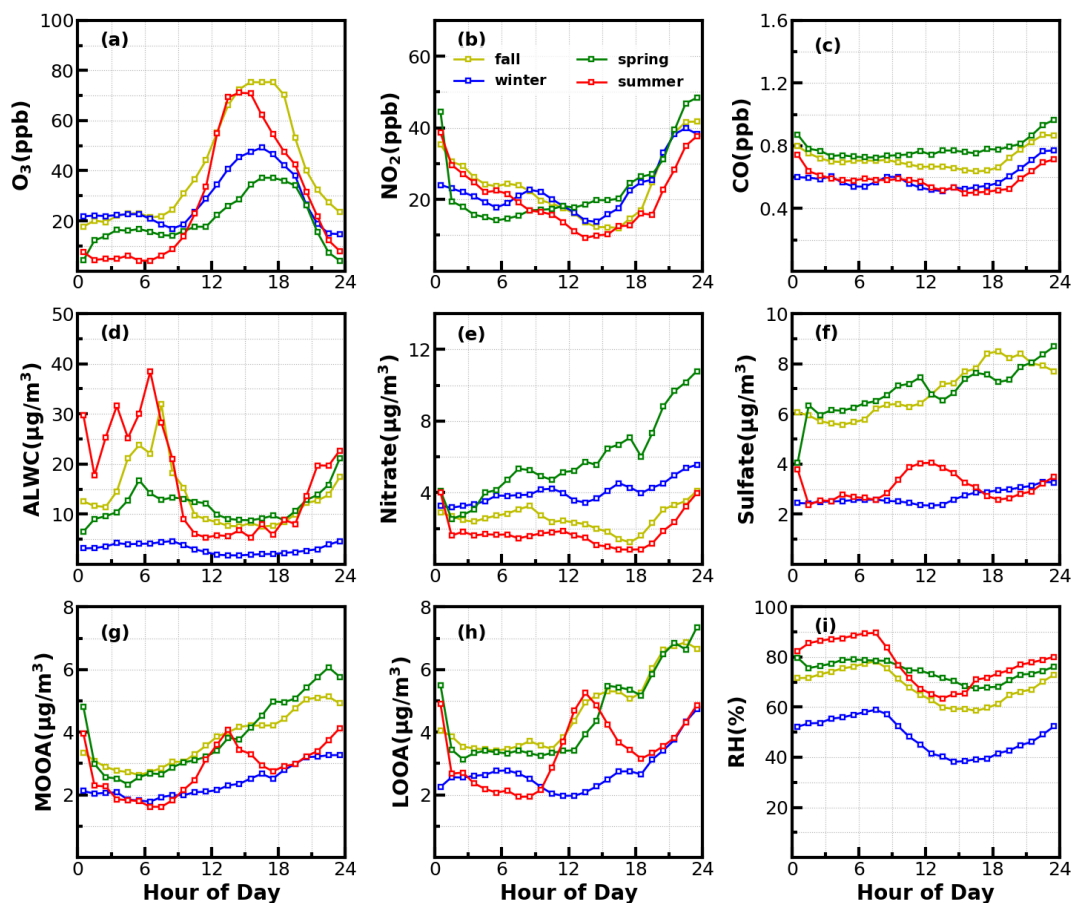 (a)
O₃(ppb)
100
80
60
40
20
0 6 12 18 24
(b)
fall
winter
spring
summer
NO₂(ppb)
60
40
20
0 6 12 18 24
(c)
CO(ppb)
1.6
1.2
0.8
0.4
0 6 12 18 24
(d)
ALWC(μg/m³)
50
40
30
20
10
0 6 12 18 24
(e)
Nitrate(μg/m³)
12
8
4
0 6 12 18 24
(f)
Sulfate(μg/m³)
10
8
6
4
2
0 6 12 18 24
(g)
MOOA(μg/m³)
8
6
4
2
0 6 12 18 24
Hour of Day
(h)
LOOA(μg/m³)
8
6
4
2
0 6 12 18 24
Hour of Day
(i)
RH(%)
100
80
60
40
20
0 6 12 18 24
Hour of Day